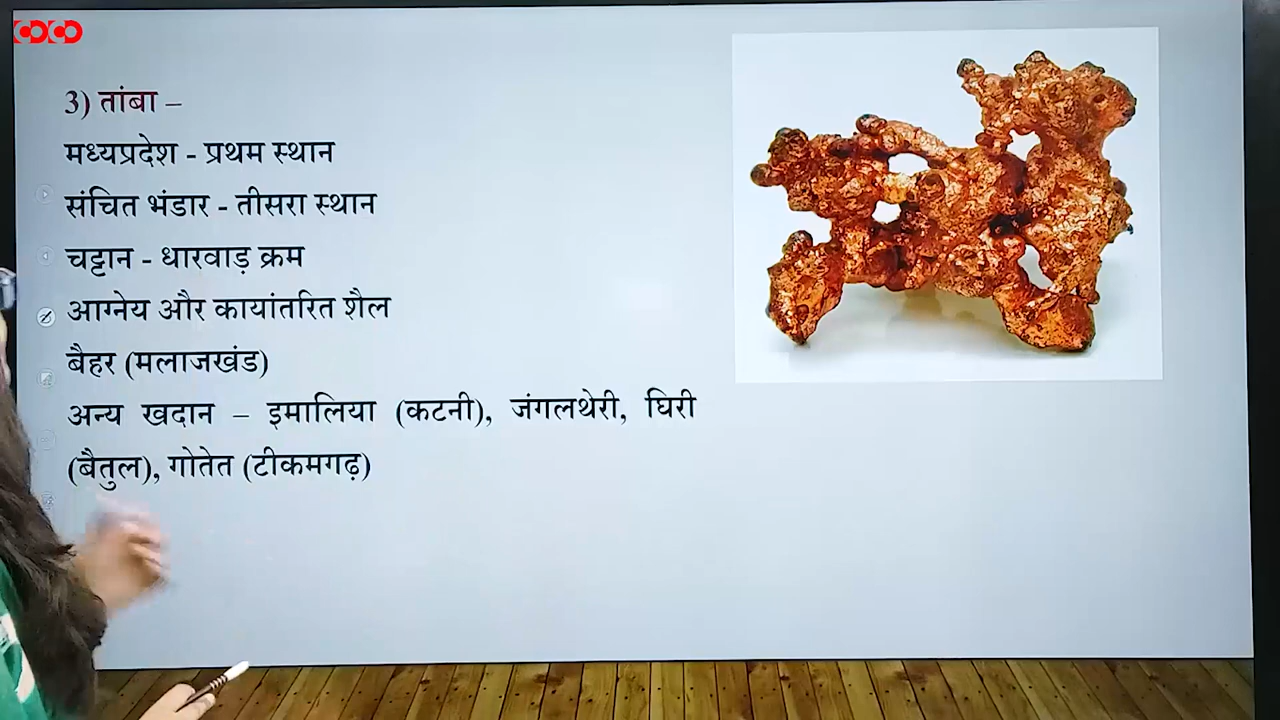 3) तांबा –
मध्यप्रदेश - प्रथम स्थान
संचित भंडार - तीसरा स्थान
चट्टान - धारवाड़ क्रम
आग्नेय और कायांतरित शैल
बैहर (मलाजखंड)
अन्य खदान – इमालिया (कटनी), जंगलथेरी, घिरी
(बैतुल), गोतेत (टीकमगढ़)